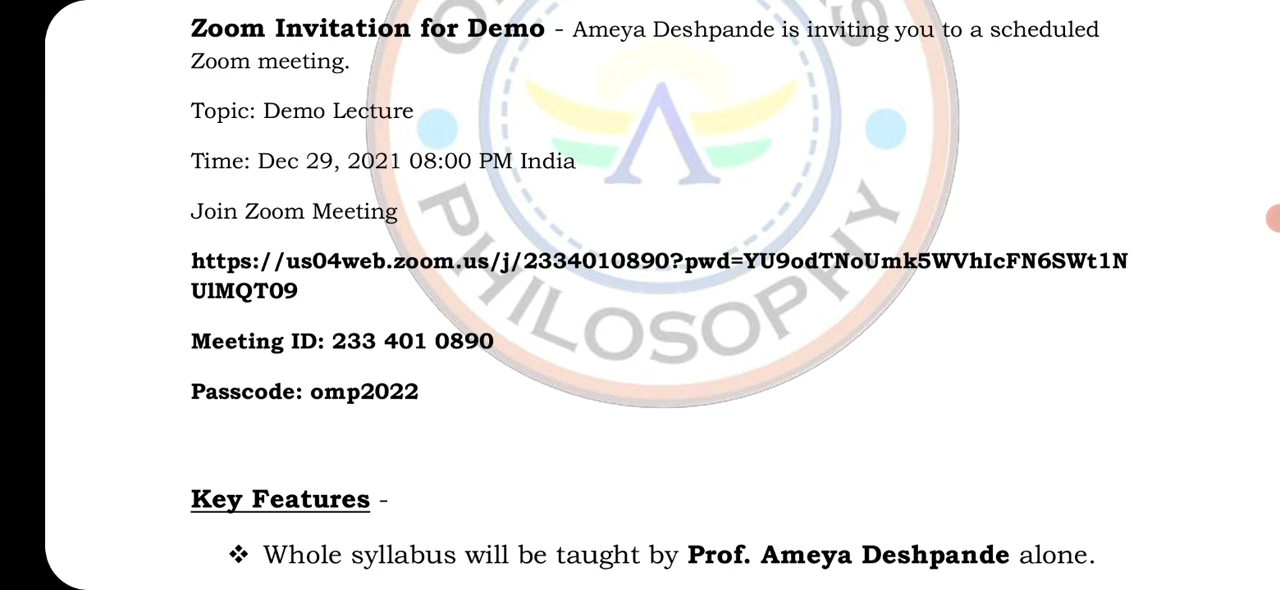 Zoom Invitation for Demo - Ameya Deshpande is inviting you to a scheduled
Zoom meeting.
Topic: Demo Lecture
Time: Dec 29, 2021 08:00 PM India
Join Zoom Meeting
https://us04web.zoom.us/j/2334010890?pwd=YU9odTNoUmk5WVhIcFN6SWt1N
UlMQT09
Meeting ID: 233 401 0890
Passcode: omp2022
PHILOSOPHY
Key Features -
❖ Whole syllabus will be taught by Prof. Ameya Deshpande alone.